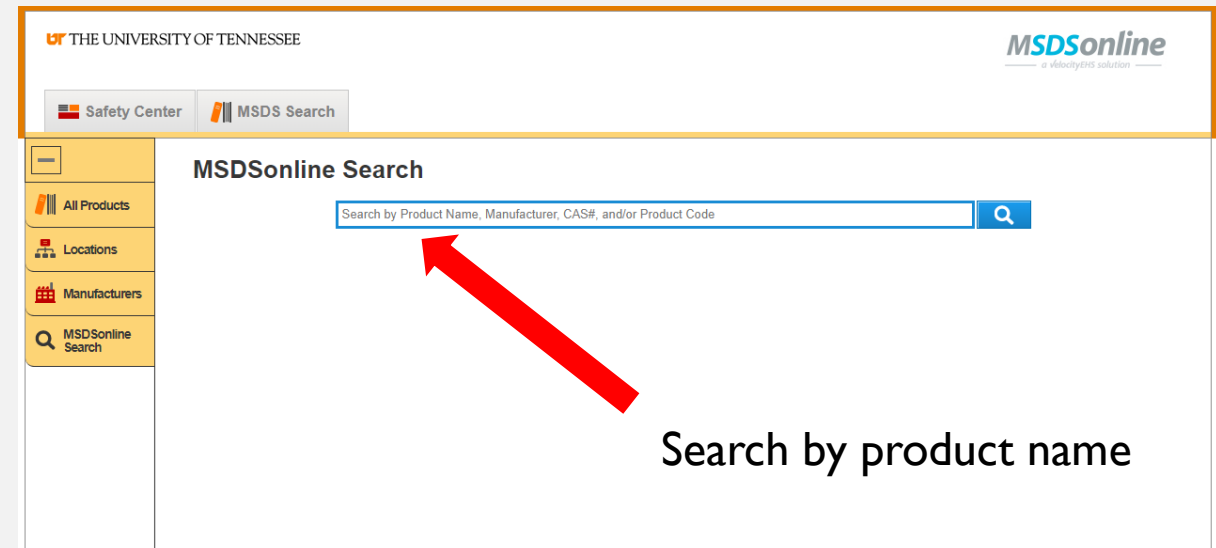 UT THE UNIVERSITY OF TENNESSEE
MSDSonline
a VelocityEHS solution
Safety Center
MSDS Search
MSDSonline Search
All Products
Search by Product Name, Manufacturer, CAS#, and/or Product Code
Locations
Manufacturers
MSDSonline
Search
Search by product name